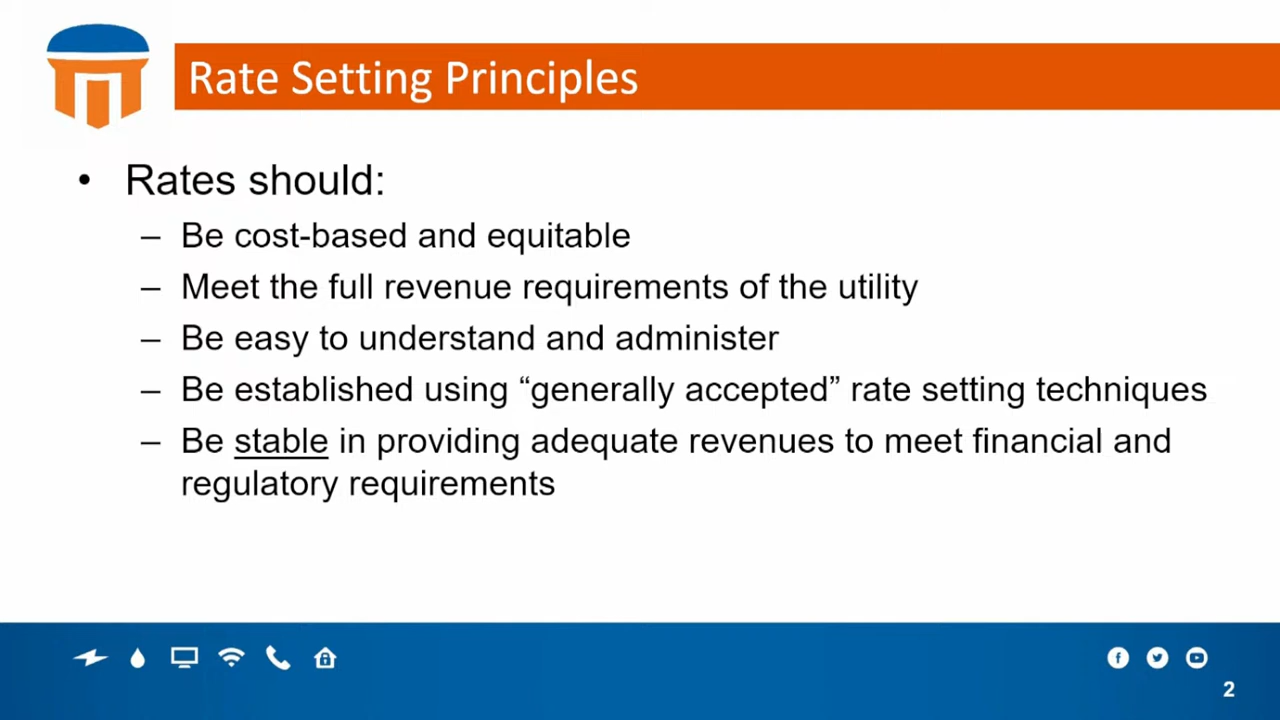 Rate Setting Principles
• Rates should:
– Be cost-based and equitable
– Meet the full revenue requirements of the utility
– Be easy to understand and administer
– Be established using “generally accepted” rate setting techniques
– Be stable in providing adequate revenues to meet financial and
regulatory requirements
2